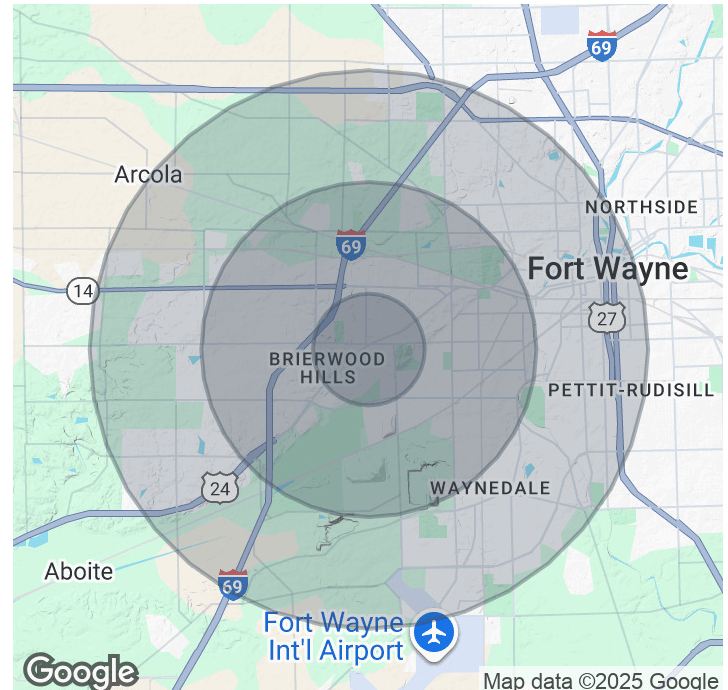 69
Arcola
NORTHSIDE
69
Fort Wayne
14
27
BRIERWOOD
HILLS
PETTIT-RUDISILL
24
WAYNEDALE
Aboite
69
Fort Wayne
Int'l Airport
Google
Map data ©2025 Google